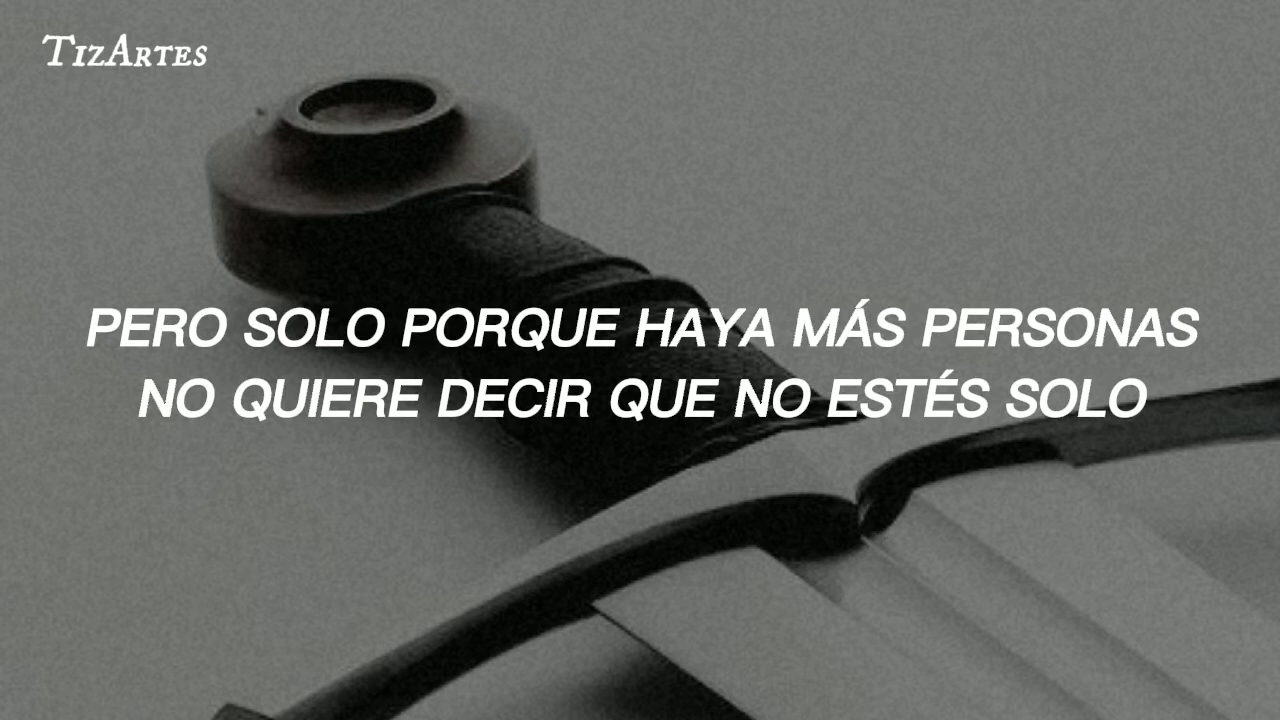 TizArtes
PERO SOLO PORQUE HAYA MÁS PERSONAS
NO QUIERE DECIR QUE NO ESTÉS SOLO